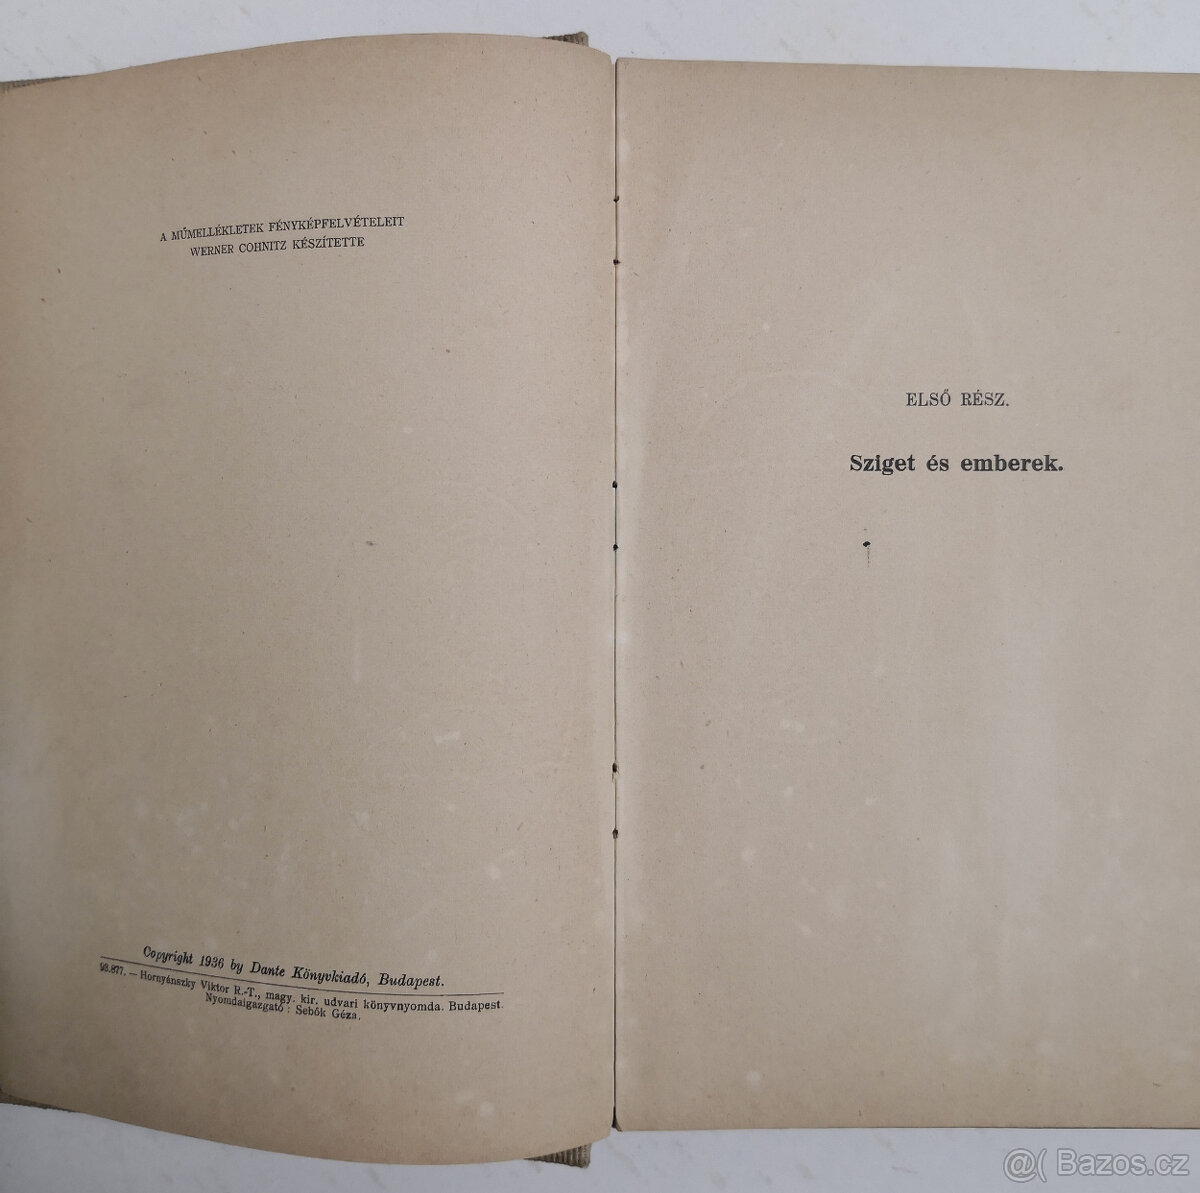 A MŰMELLÉKLETEK FÉNYKÉPFELVÉTELEIT
WERNER COHNITZ KÉSZÍTETTE
Copyright 1936 by Dante Könyvkiadó, Budapest.
98.877. — Hornyánszky Viktor R.-T., magy. kir. udvari könyvnyomda. Budapest.
Nyomdaigazgató: Sebők Géza.
ELSŐ RÉSZ.
Sziget és emberek.
@( Bazos.cz